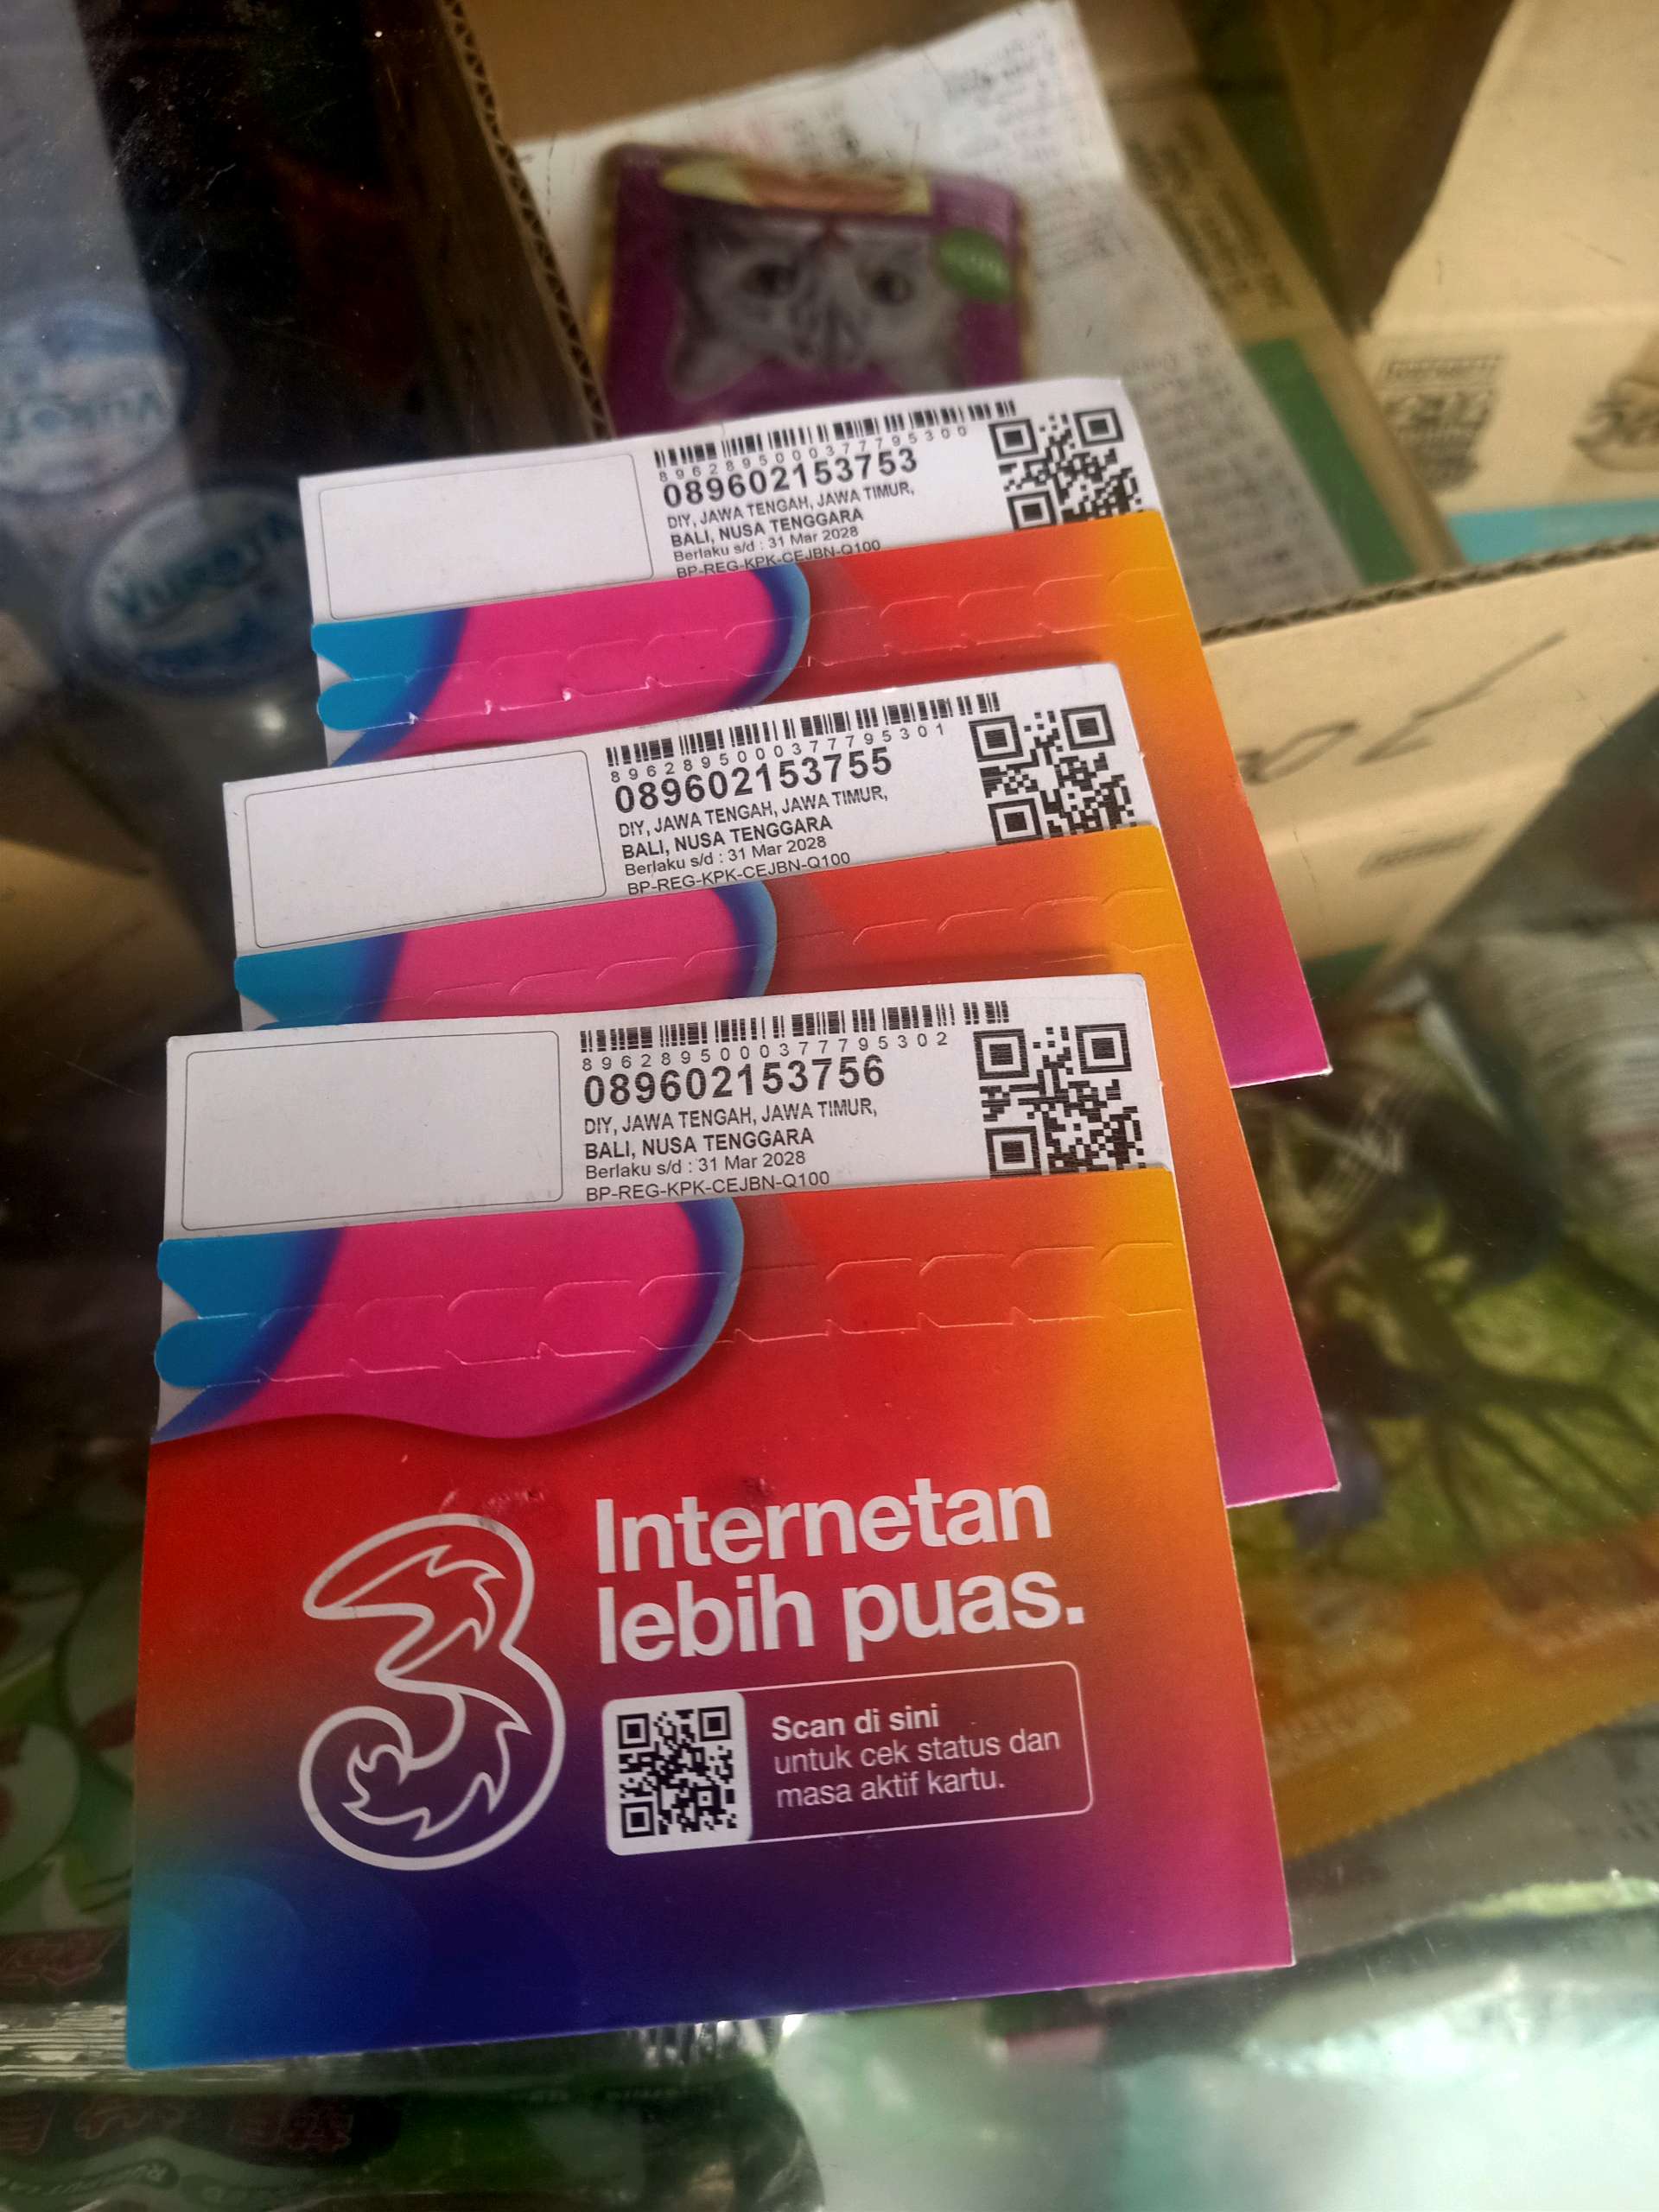 8962895000377795300
089602153753
DIY, JAWA TENGAH, JAWA TIMUR,
BALI, NUSA TENGGARA
Berlaku s/d : 31 Mar 2028
BP-REG-KPK-CEJBN-Q100
8962895000377795301
089602153755
DIY, JAWA TENGAH, JAWA TIMUR,
BALI, NUSA TENGGARA
Berlaku s/d : 31 Mar 2028
BP-REG-KPK-CEJBN-Q100
8962895000377795302
089602153756
DIY, JAWA TENGAH, JAWA TIMUR,
BALI, NUSA TENGGARA
Berlaku s/d : 31 Mar 2028
BP-REG-KPK-CEJBN-Q100
3
Internetan
lebih puas.
Scan di sini
untuk cek status dan
masa aktif kartu.